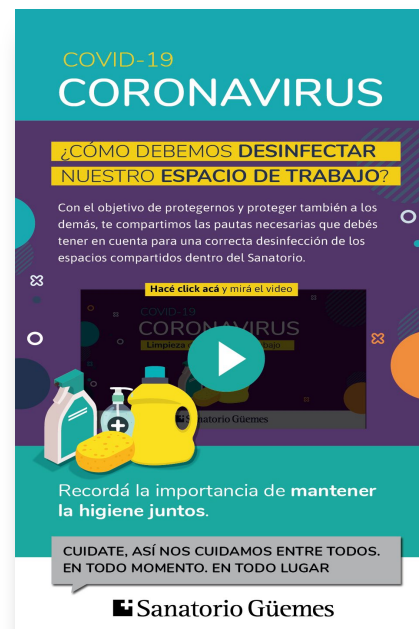 COVID-19
CORONAVIRUS
¿CÓMO DEBEMOS DESINFECTAR
NUESTRO ESPACIO DE TRABAJO?
Con el objetivo de protegernos y proteger también a los
demás, te compartimos las pautas necesarias que debés
tener en cuenta para una correcta desinfección de los
espacios compartidos dentro del Sanatorio.
Hacé click acá y mirá el video
COVID-19
CORONAVIRUS
Limpieza
Sanatorio Güemes
Recordá la importancia de mantener
la higiene juntos.
CUIDATE, ASÍ NOS CUIDAMOS ENTRE TODOS.
EN TODO MOMENTO. EN TODO LUGAR
Sanatorio Güemes